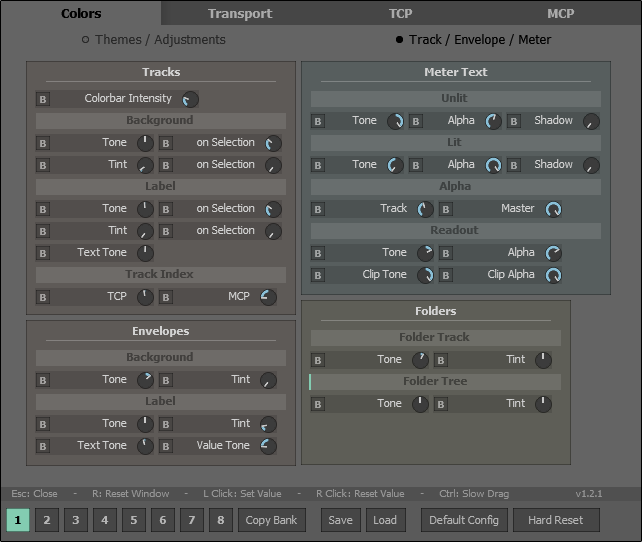 Colors Transport TCP MCP
Themes / Adjustments Track / Envelope / Meter
Tracks
B Colorbar Intensity
Background
B Tone B on Selection
B Tint B on Selection
Label
B Tone B on Selection
B Tint B on Selection
B Text Tone
Track Index
B TCP B MCP
Envelopes
Background
B Tone B Tint
Label
B Tone B Tint
B Text Tone B Value Tone
Meter Text
Unlit
B Tone B Alpha B Shadow
Lit
B Tone B Alpha B Shadow
Alpha
B Track B Master
Readout
B Tone B Alpha
B Clip Tone B Clip Alpha
Folders
Folder Track
B Tone B Tint
Folder Tree
B Tone B Tint
Esc: Close - R: Reset Window - L Click: Set Value - R Click: Reset Value - Ctrl: Slow Drag v1.2.1
1 2 3 4 5 6 7 8 Copy Bank Save Load Default Config Hard Reset